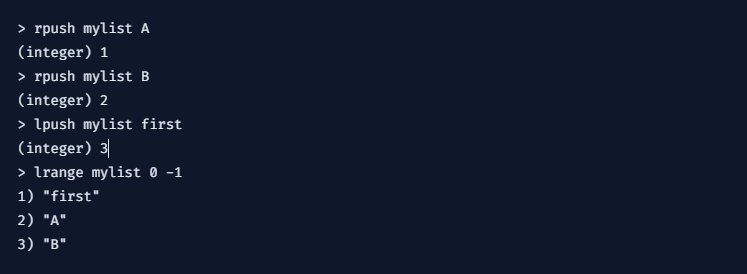 > rpush mylist A
(integer) 1
> rpush mylist B
(integer) 2
> lpush mylist first
(integer) 3
> lrange mylist 0 -1
1) "first"
2) "A"
3) "B"